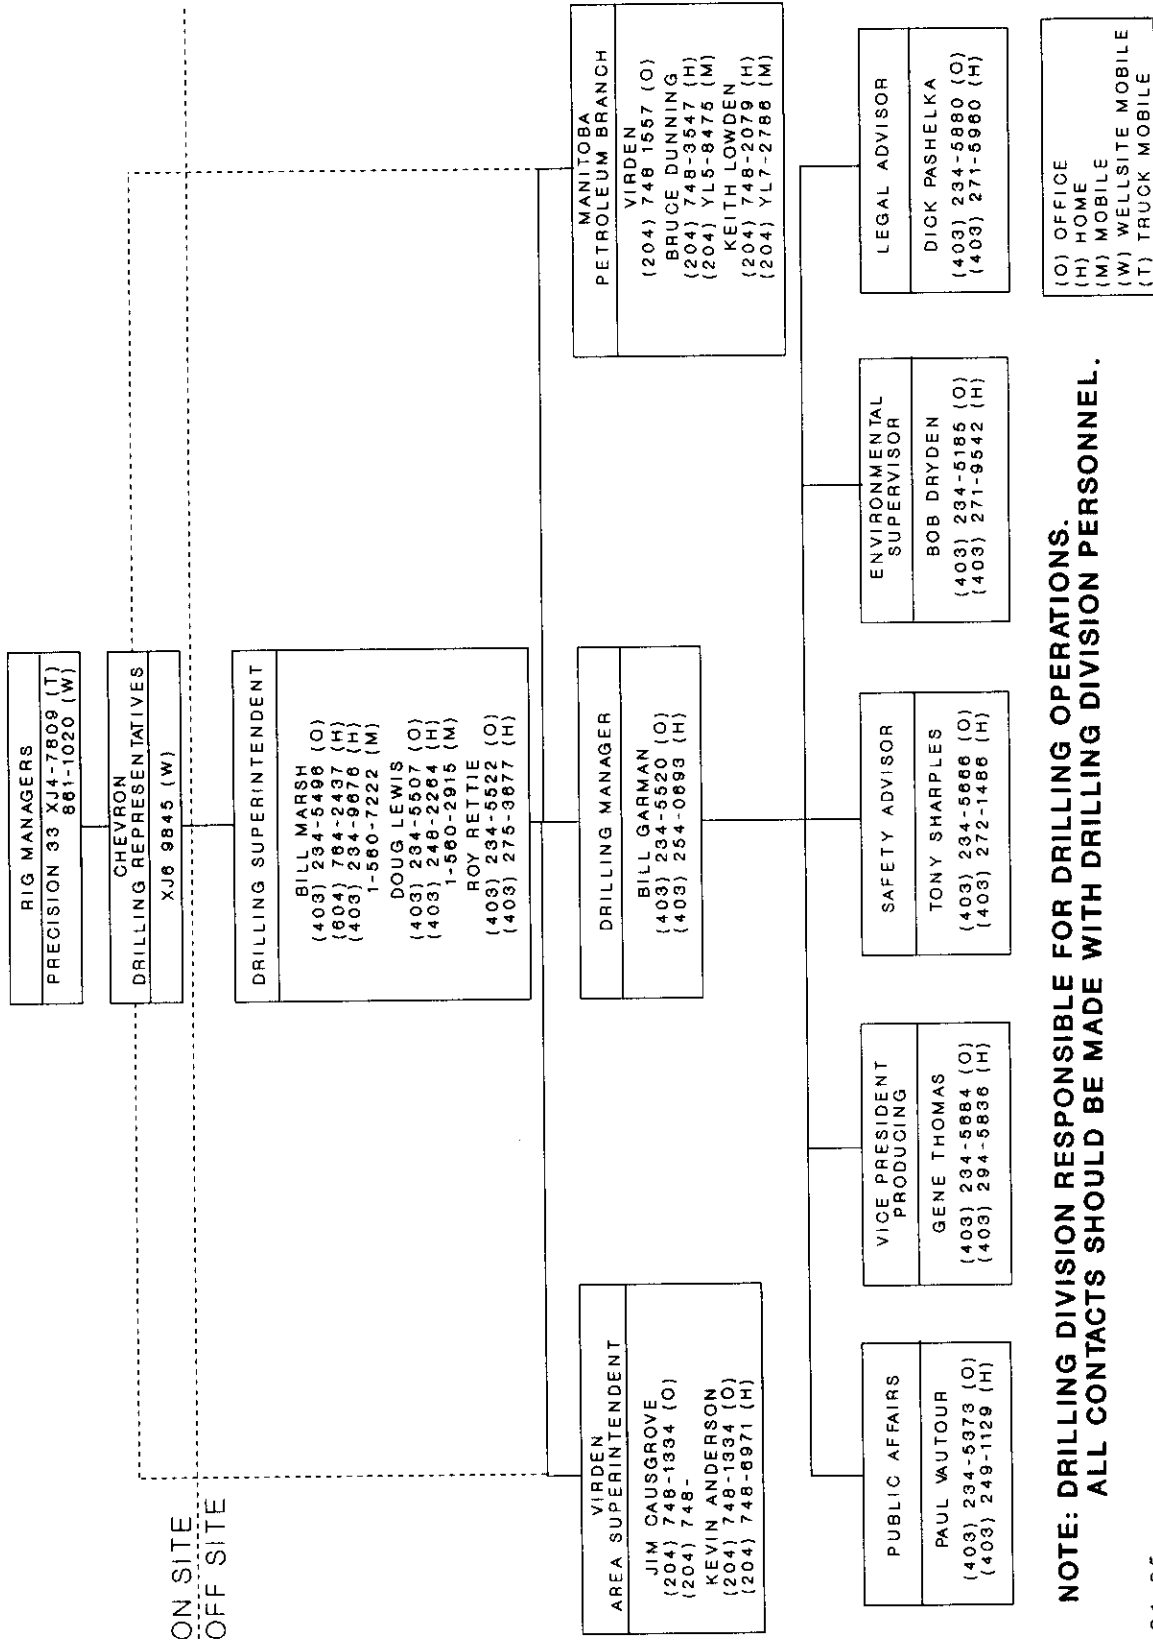 RIG MANAGERS
PRECISION 33 XJ4-7809 (T)
661-1020 (W)
CHEVRON
DRILLING REPRESENTATIVES
XJ6 9845 (W)
ON SITE
OFF SITE
DRILLING SUPERINTENDENT
BILL MARSH
(403) 234-5496 (O)
(604) 764-2437 (H)
(403) 234-9676 (H)
1-560-7222 (M)
DOUG LEWIS
(403) 234-5507 (O)
(403) 248-2264 (H)
1-560-2915 (M)
ROY RETTIE
(403) 234-5522 (O)
(403) 275-3677 (H)
VIRDEN
AREA SUPERINTENDENT
JIM CAUSGROVE
(204) 748-1334 (O)
(204) 748-
KEVIN ANDERSON
(204) 748-1334 (O)
(204) 748-6971 (H)
DRILLING MANAGER
BILL GARMAN
(403) 234-5520 (O)
(403) 254-0693 (H)
MANITOBA
PETROLEUM BRANCH
VIRDEN
(204) 748 1557 (O)
BRUCE DUNNING
(204) 748-3547 (H)
(204) YL5-8475 (M)
KEITH LOWDEN
(204) 748-2079 (H)
(204) YL7-2786 (M)
PUBLIC AFFAIRS
PAUL VAUTOUR
(403) 234-5373 (O)
(403) 249-1129 (H)
VICE PRESIDENT
PRODUCING
GENE THOMAS
(403) 234-5684 (O)
(403) 294-5836 (H)
SAFETY ADVISOR
TONY SHARPLES
(403) 234-5666 (O)
(403) 272-1486 (H)
ENVIRONMENTAL
SUPERVISOR
BOB DRYDEN
(403) 234-5185 (O)
(403) 271-9542 (H)
LEGAL ADVISOR
DICK PASHELKA
(403) 234-5880 (O)
(403) 271-5960 (H)
NOTE: DRILLING DIVISION RESPONSIBLE FOR DRILLING OPERATIONS.
ALL CONTACTS SHOULD BE MADE WITH DRILLING DIVISION PERSONNEL.
(O) OFFICE
(H) HOME
(M) MOBILE
(W) WELLSITE MOBILE
(T) TRUCK MOBILE